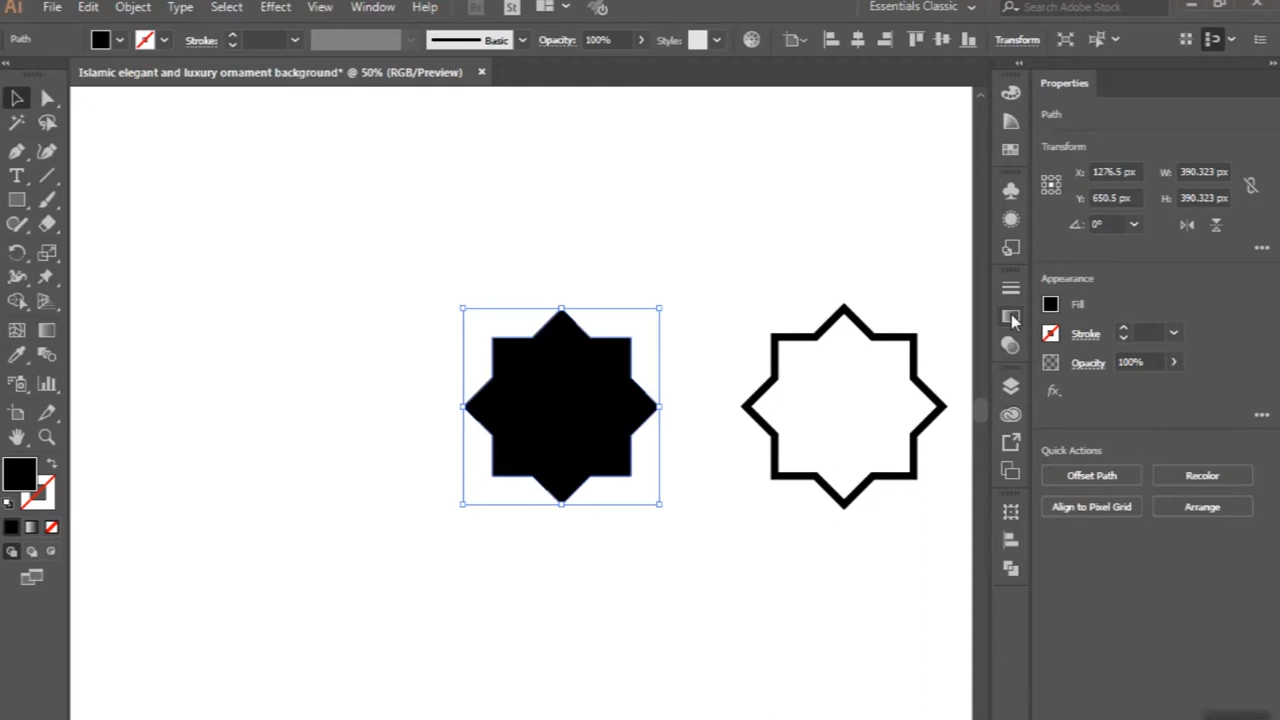 Ai File Edit Object Type Select Effect View Window Help Br St Essentials Classic Search Adobe Stock
Path Stroke: Basic Opacity: 100% Style: Transform
Islamic elegant and luxury ornament background* @ 50% (RGB/Preview) ×
Properties
Path
Transform
X: 1276.5 px W: 390.323 px
Y: 650.5 px H: 390.323 px
0°
Appearance
Fill
Stroke
Opacity 100%
fx.
Quick Actions
Offset Path Recolor
Align to Pixel Grid Arrange